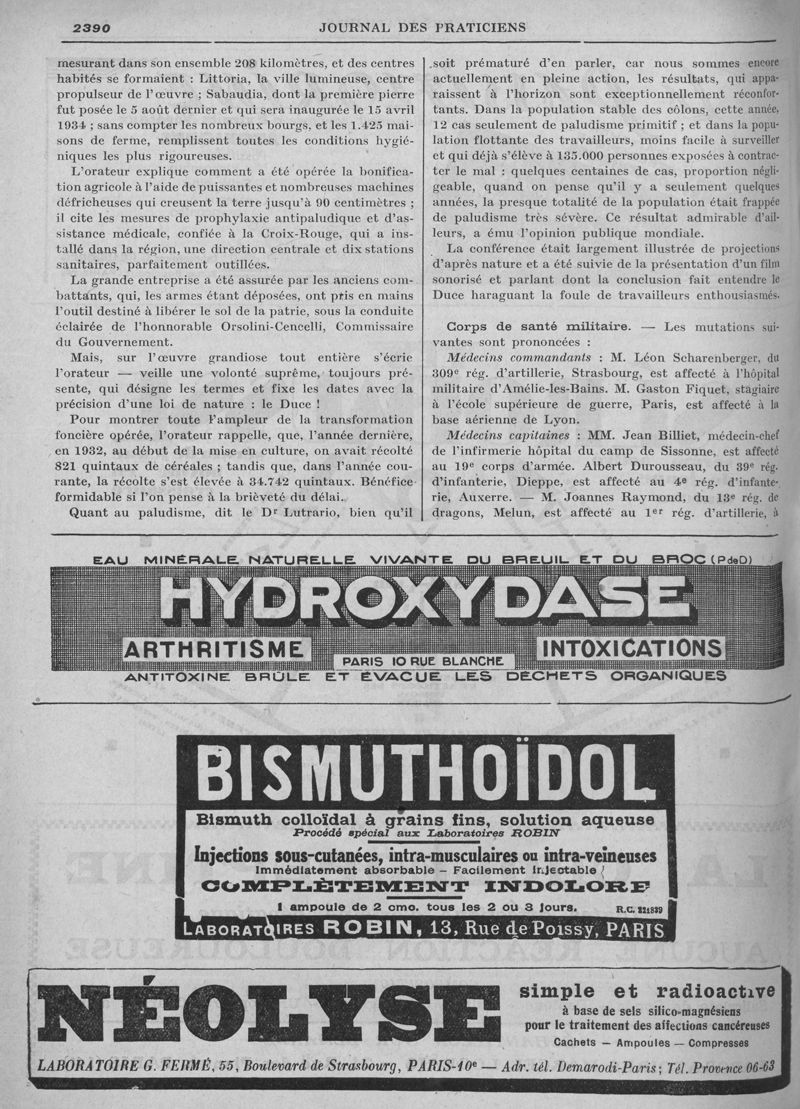 2390
JOURNAL DES PRATICIENS
mesurant dans son ensemble 208 kilomètres, et des centres
habités se formaient : Littoria, la ville lumineuse, centre
propulseur de l'œuvre ; Sabaudia, dont la première pierre
fut posée le 5 août dernier et qui sera inaugurée le 15 avril
1934 ; sans compter les nombreux bourgs, et les 1.425 mai-
sons de ferme, remplissent toutes les conditions hygié-
niques les plus rigoureuses.
L'orateur explique comment a été opérée la bonifica-
tion agricole à l'aide de puissantes et nombreuses machines
défricheuses qui creusent la terre jusqu'à 90 centimètres ;
il cite les mesures de prophylaxie antipaludique et d'as-
sistance médicale, confiée à la Croix-Rouge, qui a ins-
tallé dans la région, une direction centrale et dix stations
sanitaires, parfaitement outillées.
La grande entreprise a été assurée par les anciens com-
battants, qui, les armes étant déposées, ont pris en mains
l'outil destiné à libérer le sol de la patrie, sous la conduite
éclairée de l'honnorable Orsolini-Cencelli, Commissaire
du Gouvernement.
Mais, sur l'œuvre grandiose tout entière s'écrie
l'orateur — veille une volonté suprême, toujours pré-
sente, qui désigne les termes et fixe les dates avec la
précision d'une loi de nature : le Duce !
Pour montrer toute l'ampleur de la transformation
foncière opérée, l'orateur rappelle, que, l'année dernière,
en 1932, au début de la mise en culture, on avait récolté
821 quintaux de céréales ; tandis que, dans l'année cou-
rante, la récolte s'est élevée à 34.742 quintaux. Bénéfice
formidable si l'on pense à la brièveté du délai.
Quant au paludisme, dit le Dr Lutrario, bien qu'il
soit prématuré d'en parler, car nous sommes encore
actuellement en pleine action, les résultats, qui appa-
raissent à l'horizon sont exceptionnellement réconfor-
tants. Dans la population stable des côlons, cette année,
12 cas seulement de paludisme primitif ; et dans la popu-
lation flottante des travailleurs, moins facile à surveiller
et qui déjà s'élève à 135.000 personnes exposées à contrac-
ter le mal : quelques centaines de cas, proportion négli-
geable, quand on pense qu'il y a seulement quelques
années, la presque totalité de la population était frappée
de paludisme très sévère. Ce résultat admirable d'ail-
leurs, a ému l'opinion publique mondiale.
La conférence était largement illustrée de projections
d'après nature et a été suivie de la présentation d'un film
sonorisé et parlant dont la conclusion fait entendre le
Duce haraguant la foule de travailleurs enthousiasmés.
Corps de santé militaire. — Les mutations sui-
vantes sont prononcées :
Médecins commandants : M. Léon Scharenberger, du
309e rég. d'artillerie, Strasbourg, est affecté à l'hôpital
militaire d'Amélie-les-Bains. M. Gaston Fiquet, stagiaire
à l'école supérieure de guerre, Paris, est affecté à la
base aérienne de Lyon.
Médecins capitaines : MM. Jean Billiet, médecin-chef
de l'infirmerie hôpital du camp de Sissonne, est affecté
au 19e corps d'armée. Albert Durousseau, du 39e rég.
d'infanterie, Dieppe, est affecté au 4e rég. d'infante-
rie, Auxerre. — M. Joannes Raymond, du 13e rég. de
dragons, Melun, est affecté au 1er rég. d'artillerie, à
EAU MINÉRALE NATURELLE VIVANTE DU BREUIL ET DU BROC (P de D)
HYDROXYDASE
ARTHRITISME
PARIS 10 RUE BLANCHE
INTOXICATIONS
ANTITOXINE BRÛLE ET ÉVACUE LES DÉCHETS ORGANIQUES
BISMUTHOÏDOL
Bismuth colloïdal à grains fins, solution aqueuse
Procédé spécial aux Laboratoires ROBIN
Injections sous-cutanées, intra-musculaires ou intra-veineuses
Immédiatement absorbable – Facilement injectable
COMPLÈTEMENT INDOLORE
1 ampoule de 2 cmc. tous les 2 ou 3 jours. R.C. 221839
LABORATOIRES ROBIN, 13, Rue de Poissy, PARIS
NÉOLYSE
simple et radioactive
à base de sels silico-magnésiens
pour le traitement des affections cancéreuses
Cachets – Ampoules – Compresses
LABORATOIRE G. FERMÉ, 55, Boulevard de Strasbourg, PARIS-10e — Adr. tél. Demarodi-Paris ; Tél. Provence 06-63